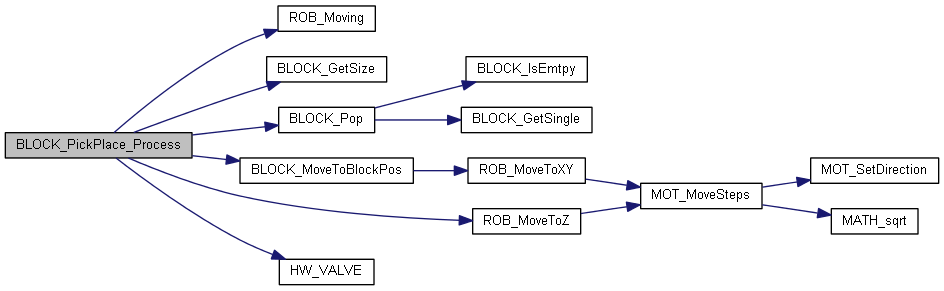 ROB_Moving
BLOCK_GetSize
BLOCK_IsEmtpy
BLOCK_Pop
BLOCK_GetSingle
BLOCK_PickPlace_Process
BLOCK_MoveToBlockPos
ROB_MoveToXY
MOT_SetDirection
MOT_MoveSteps
ROB_MoveToZ
MATH_sqrt
HW_VALVE